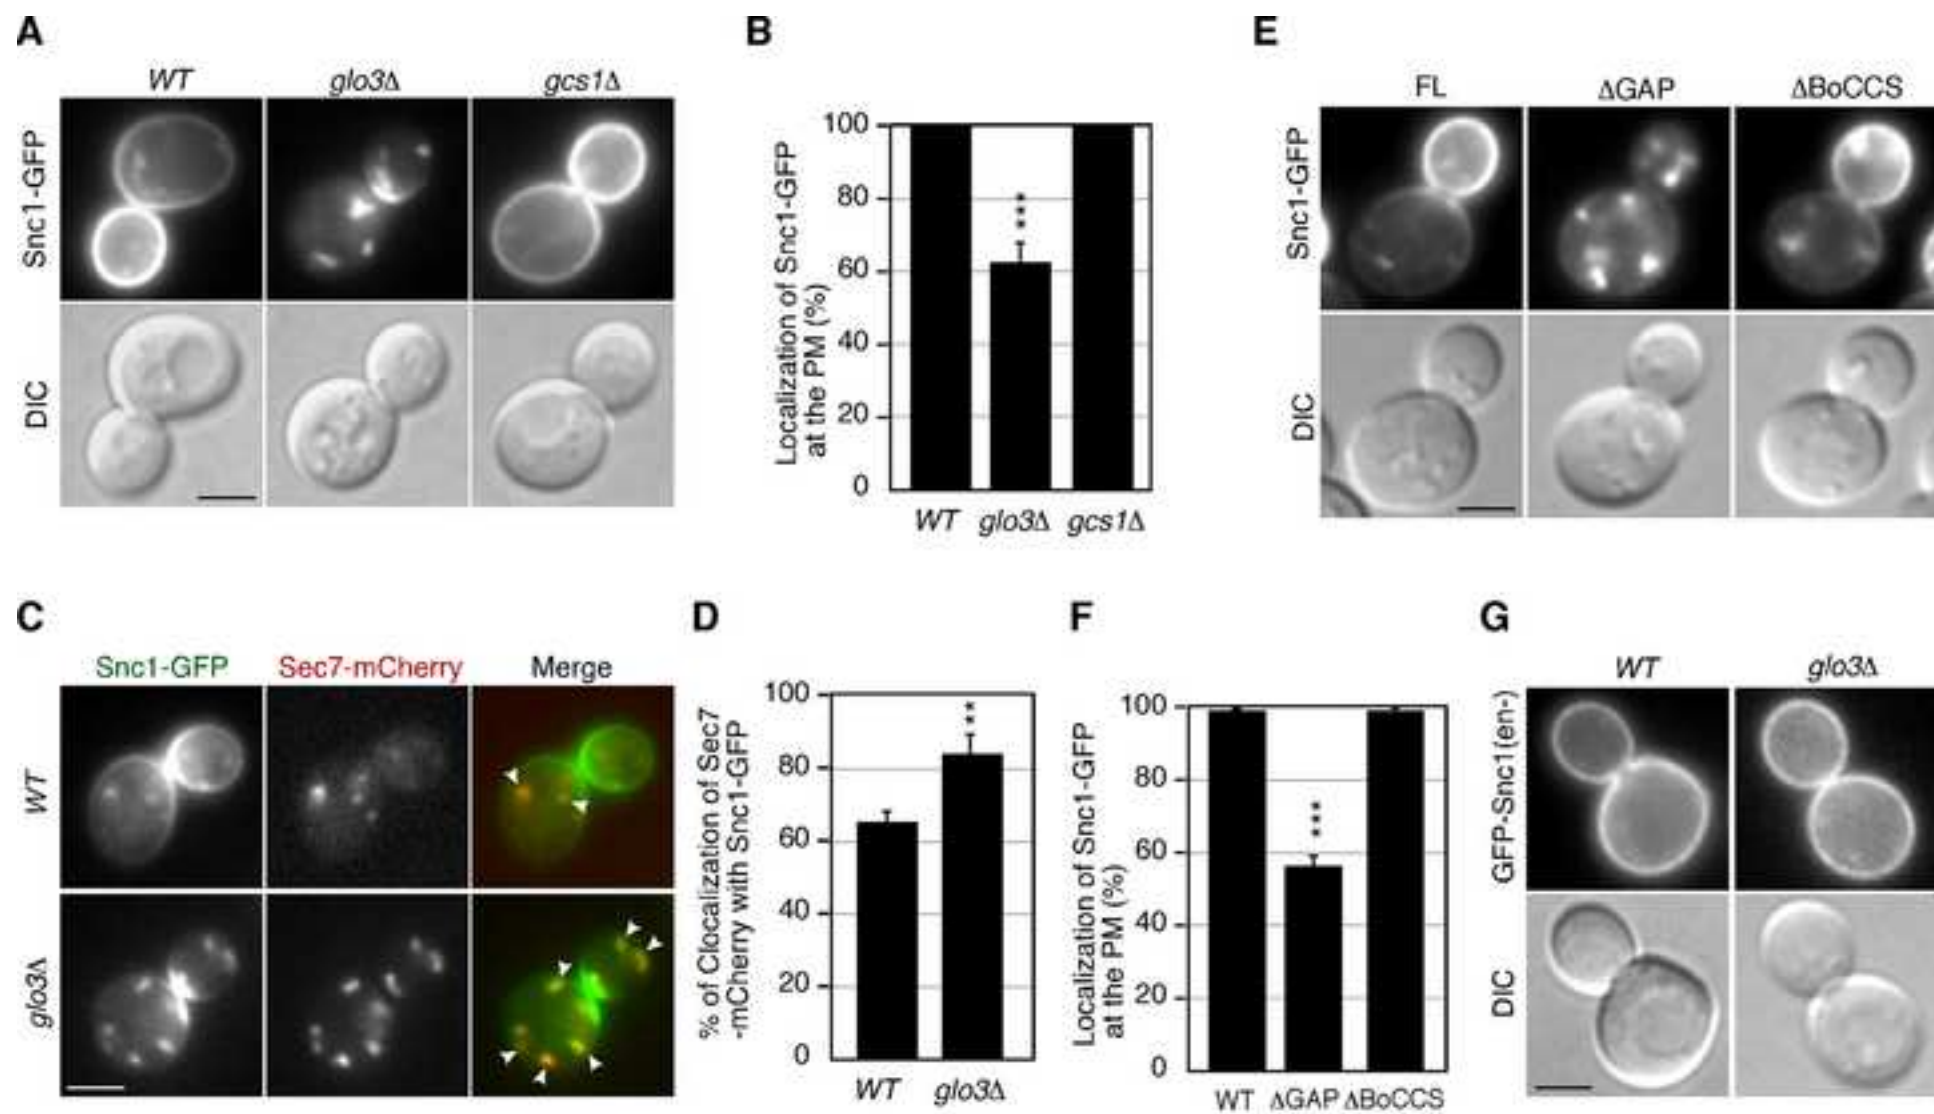 A
WT glo3Δ gcs1Δ
Snc1-GFP
DIC
B
Localization of Snc1-GFP
at the PM (%)
100
80
60
40
20
0
***
WT glo3Δ gcs1Δ
E
FL ΔGAP ΔBoCCS
Snc1-GFP
DIC
C
Snc1-GFP Sec7-mCherry Merge
WT
glo3Δ
D
% of Clocalization of Sec7
-mCherry with Snc1-GFP
100
80
60
40
20
0
**
WT glo3Δ
F
Localization of Snc1-GFP
at the PM (%)
100
80
60
40
20
0
***
WT ΔGAP ΔBoCCS
G
WT glo3Δ
GFP-Snc1(en-)
DIC